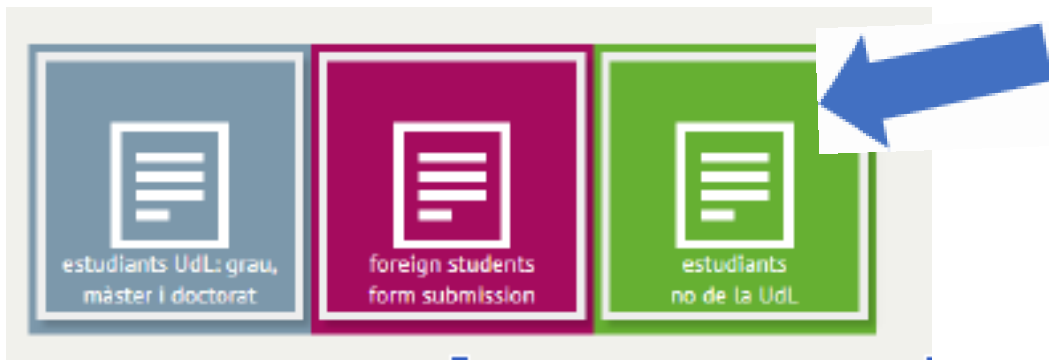 estudiants UdL: grau,
màster i doctorat
foreign students
form submission
estudiants
no de la UdL